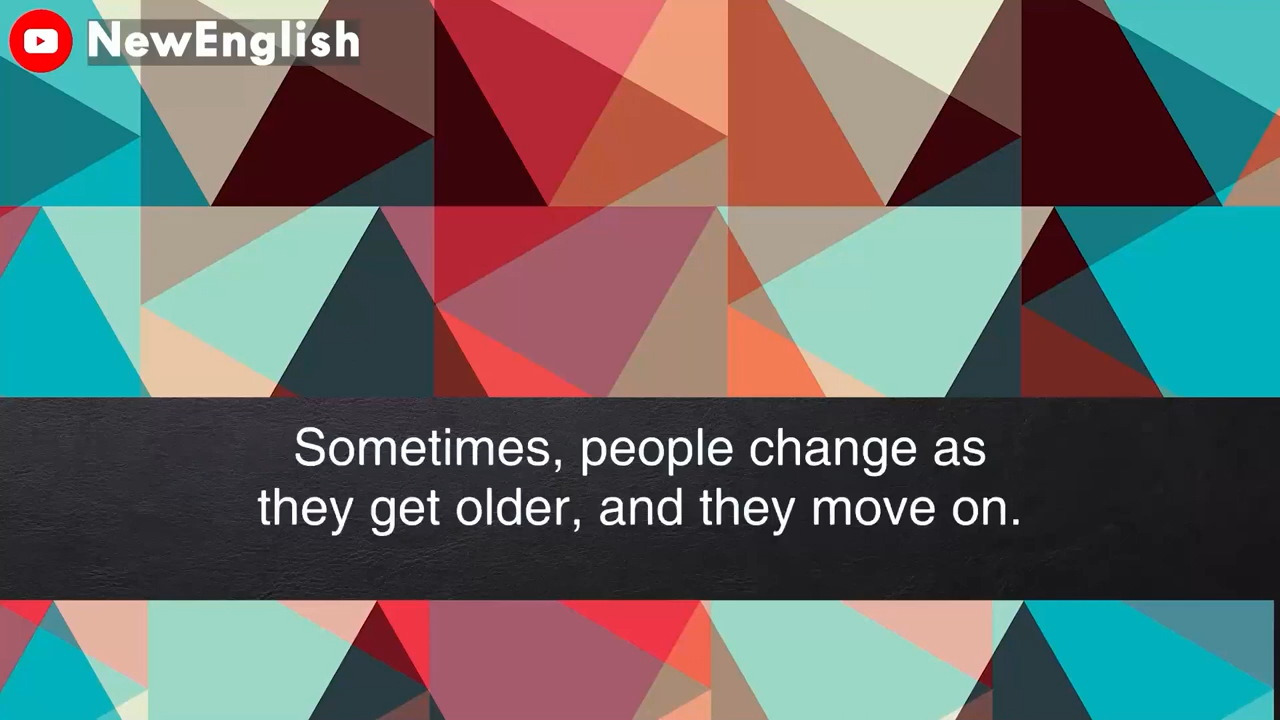 NewEnglish
Sometimes, people change as
they get older, and they move on.